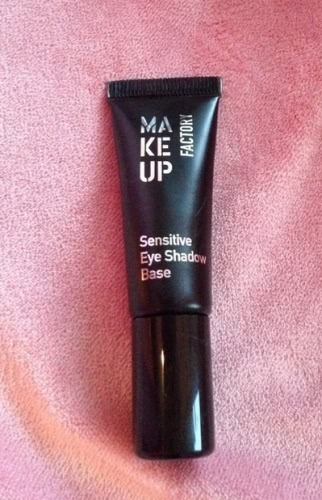 MA
KE
UP
FACTORY
Sensitive
Eye Shadow
Base